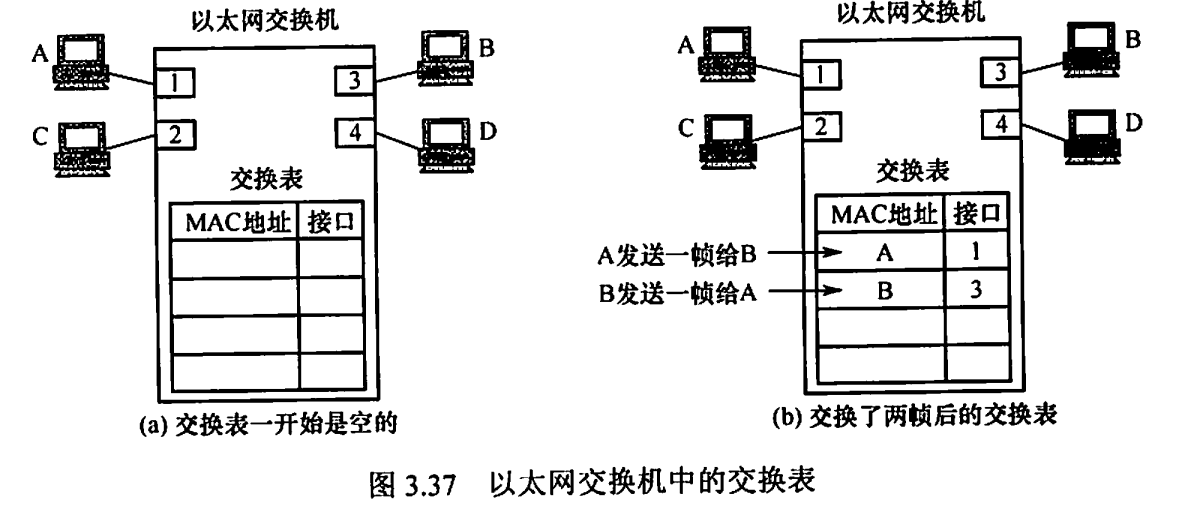 以太网交换机
A
B
1
3
C
D
2
4
交换表
MAC地址 接口
(a) 交换表一开始是空的
以太网交换机
A
B
1
3
C
D
2
4
交换表
MAC地址 接口
A发送一帧给B A 1
B发送一帧给A B 3
(b) 交换了两帧后的交换表
图 3.37 以太网交换机中的交换表